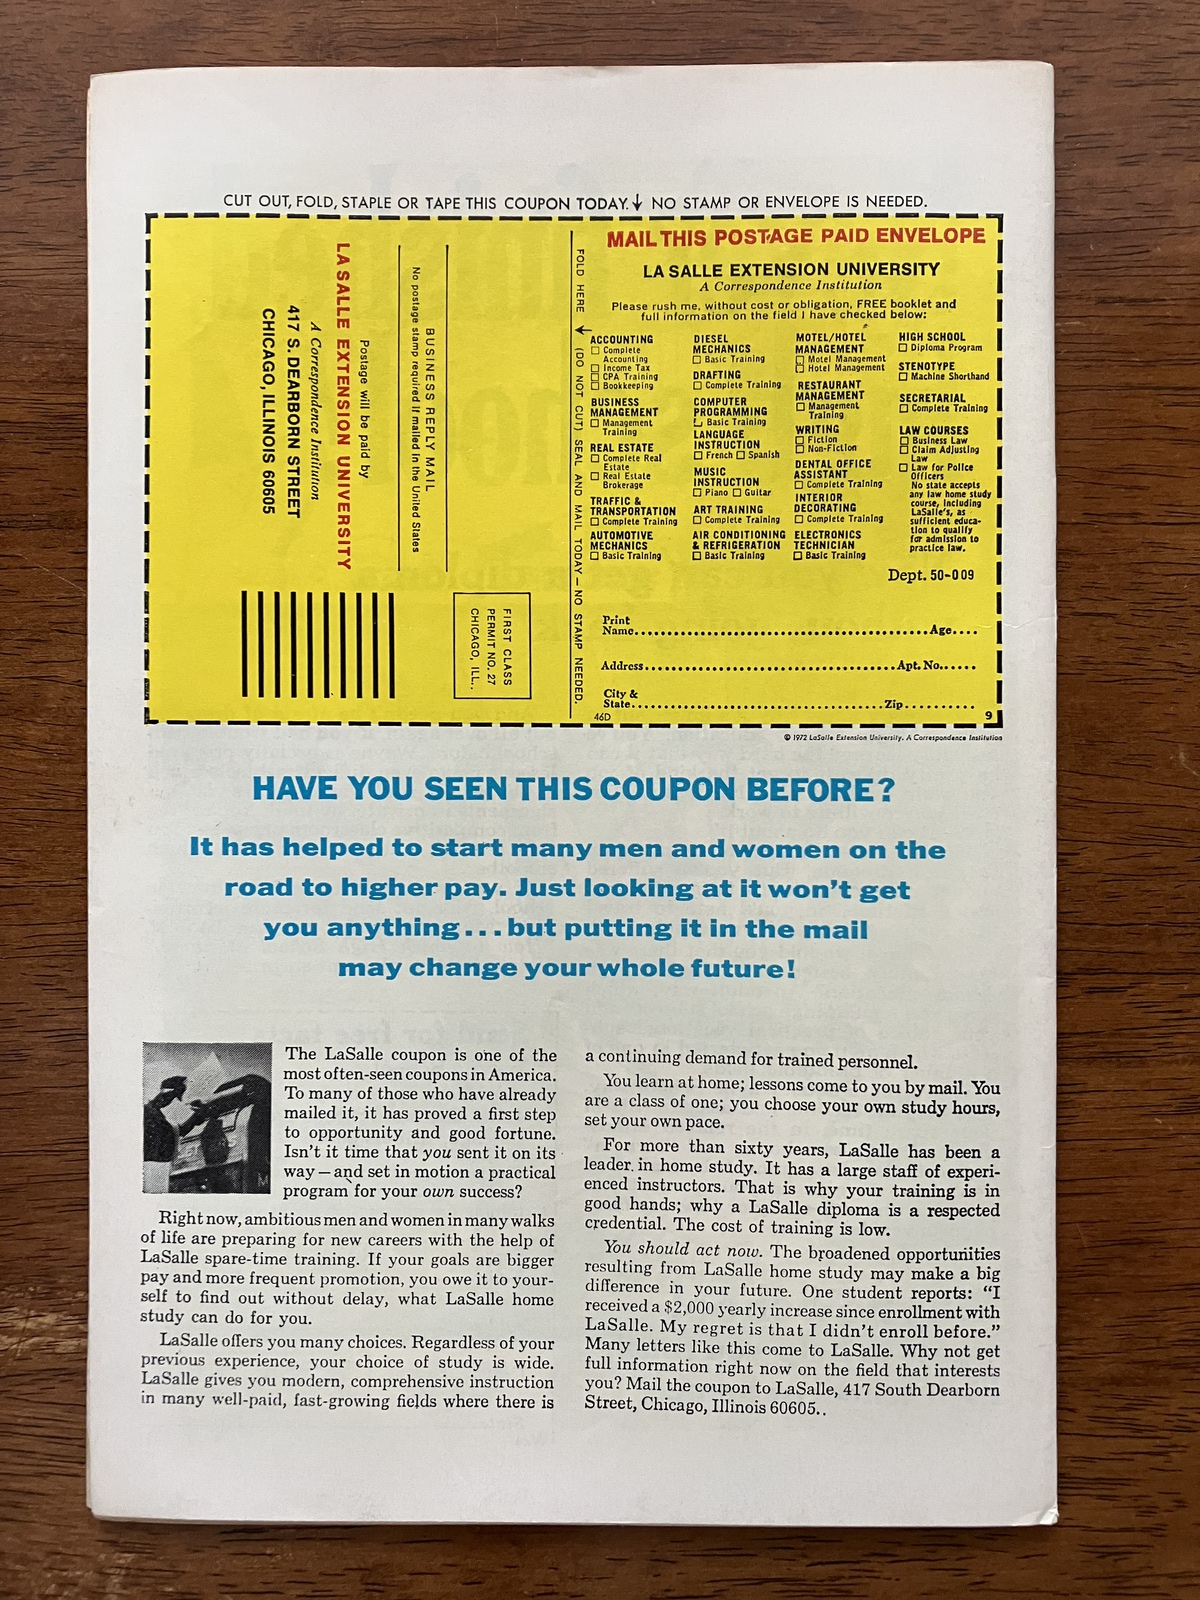 CUT OUT, FOLD, STAPLE OR TAPE THIS COUPON TODAY. ↓ NO STAMP OR ENVELOPE IS NEEDED.
FIRST CLASS
PERMIT NO. 27
CHICAGO, ILL..
BUSINESS REPLY MAIL
No postage stamp required if mailed in the United States
Postage will be paid by
LA SALLE EXTENSION UNIVERSITY
A Correspondence Institution
417 S. DEARBORN STREET
CHICAGO, ILLINOIS 60605
FOLD HERE ← (DO NOT CUT) SEAL AND MAIL TODAY—NO STAMP NEEDED.
MAIL THIS POSTAGE PAID ENVELOPE
LA SALLE EXTENSION UNIVERSITY
A Correspondence Institution
Please rush me, without cost or obligation, FREE booklet and
full information on the field I have checked below:
ACCOUNTING
☐ Complete
Accounting
☐ Income Tax
☐ CPA Training
☐ Bookkeeping
BUSINESS
MANAGEMENT
☐ Management
Training
REAL ESTATE
☐ Complete Real
Estate
☐ Real Estate
Brokerage
TRAFFIC &
TRANSPORTATION
☐ Complete Training
AUTOMOTIVE
MECHANICS
☐ Basic Training
DIESEL
MECHANICS
☐ Basic Training
DRAFTING
☐ Complete Training
COMPUTER
PROGRAMMING
☐ Basic Training
LANGUAGE
INSTRUCTION
☐ French ☐ Spanish
MUSIC
INSTRUCTION
☐ Piano ☐ Guitar
ART TRAINING
☐ Complete Training
AIR CONDITIONING
& REFRIGERATION
☐ Basic Training
MOTEL/HOTEL
MANAGEMENT
☐ Motel Management
☐ Hotel Management
RESTAURANT
MANAGEMENT
☐ Management
Training
WRITING
☐ Fiction
☐ Non-Fiction
DENTAL OFFICE
ASSISTANT
☐ Complete Training
INTERIOR
DECORATING
☐ Complete Training
ELECTRONICS
TECHNICIAN
☐ Basic Training
HIGH SCHOOL
☐ Diploma Program
STENOTYPE
☐ Machine Shorthand
SECRETARIAL
☐ Complete Training
LAW COURSES
☐ Business Law
☐ Claim Adjusting
Law
☐ Law for Police
Officers
No state accepts
any law home study
course, including
LaSalle's, as
sufficient educa-
tion to qualify
for admission to
practice law.
Dept. 50-009
Print
Name..............................Age....
Address..............................Apt. No......
City &
State..............................Zip..........
46D 9
© 1972 LaSalle Extension University. A Correspondence Institution
HAVE YOU SEEN THIS COUPON BEFORE?
It has helped to start many men and women on the
road to higher pay. Just looking at it won't get
you anything...but putting it in the mail
may change your whole future!
The LaSalle coupon is one of the
most often-seen coupons in America.
To many of those who have already
mailed it, it has proved a first step
to opportunity and good fortune.
Isn't it time that you sent it on its
way—and set in motion a practical
program for your own success?
Right now, ambitious men and women in many walks
of life are preparing for new careers with the help of
LaSalle spare-time training. If your goals are bigger
pay and more frequent promotion, you owe it to your-
self to find out without delay, what LaSalle home
study can do for you.
LaSalle offers you many choices. Regardless of your
previous experience, your choice of study is wide.
LaSalle gives you modern, comprehensive instruction
in many well-paid, fast-growing fields where there is
a continuing demand for trained personnel.
You learn at home; lessons come to you by mail. You
are a class of one; you choose your own study hours,
set your own pace.
For more than sixty years, LaSalle has been a
leader in home study. It has a large staff of experi-
enced instructors. That is why your training is in
good hands; why a LaSalle diploma is a respected
credential. The cost of training is low.
You should act now. The broadened opportunities
resulting from LaSalle home study may make a big
difference in your future. One student reports: "I
received a $2,000 yearly increase since enrollment with
LaSalle. My regret is that I didn't enroll before."
Many letters like this come to LaSalle. Why not get
full information right now on the field that interests
you? Mail the coupon to LaSalle, 417 South Dearborn
Street, Chicago, Illinois 60605..